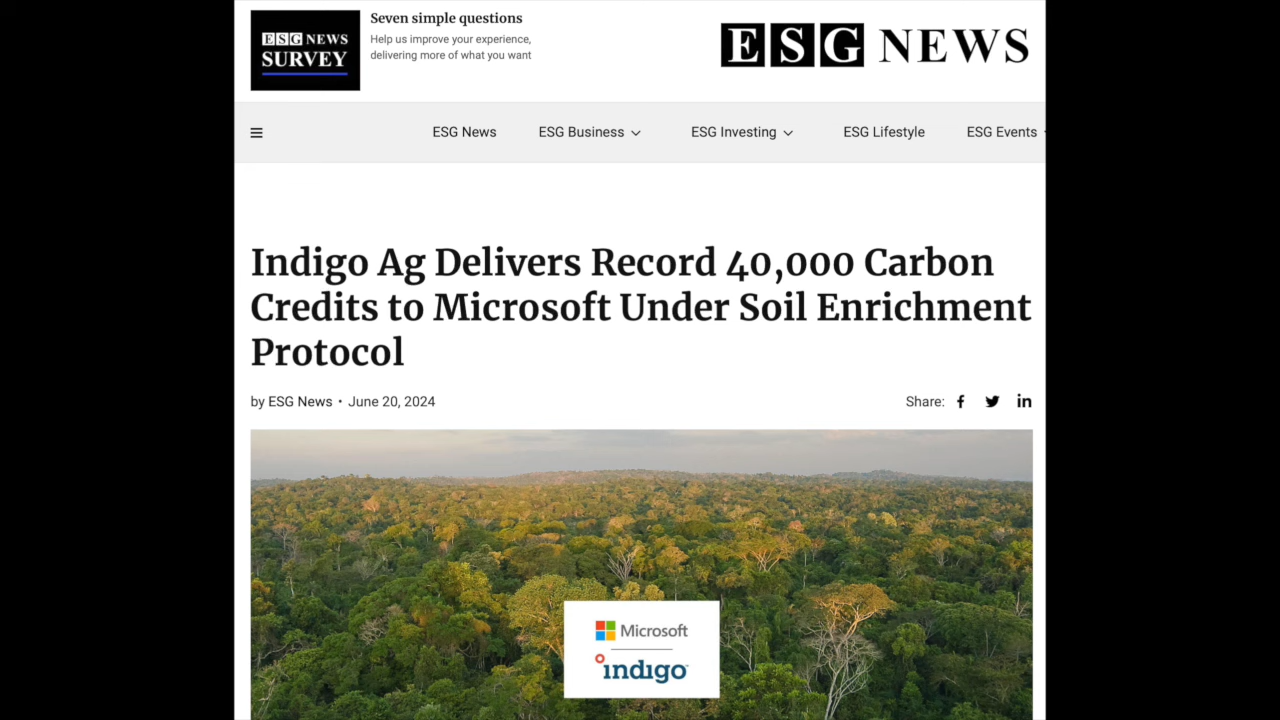 ESG NEWS
SURVEY
Seven simple questions
Help us improve your experience,
delivering more of what you want
ESG NEWS
ESG News
ESG Business
ESG Investing
ESG Lifestyle
ESG Events
Indigo Ag Delivers Record 40,000 Carbon
Credits to Microsoft Under Soil Enrichment
Protocol
by ESG News • June 20, 2024
Share:
Microsoft
indigo